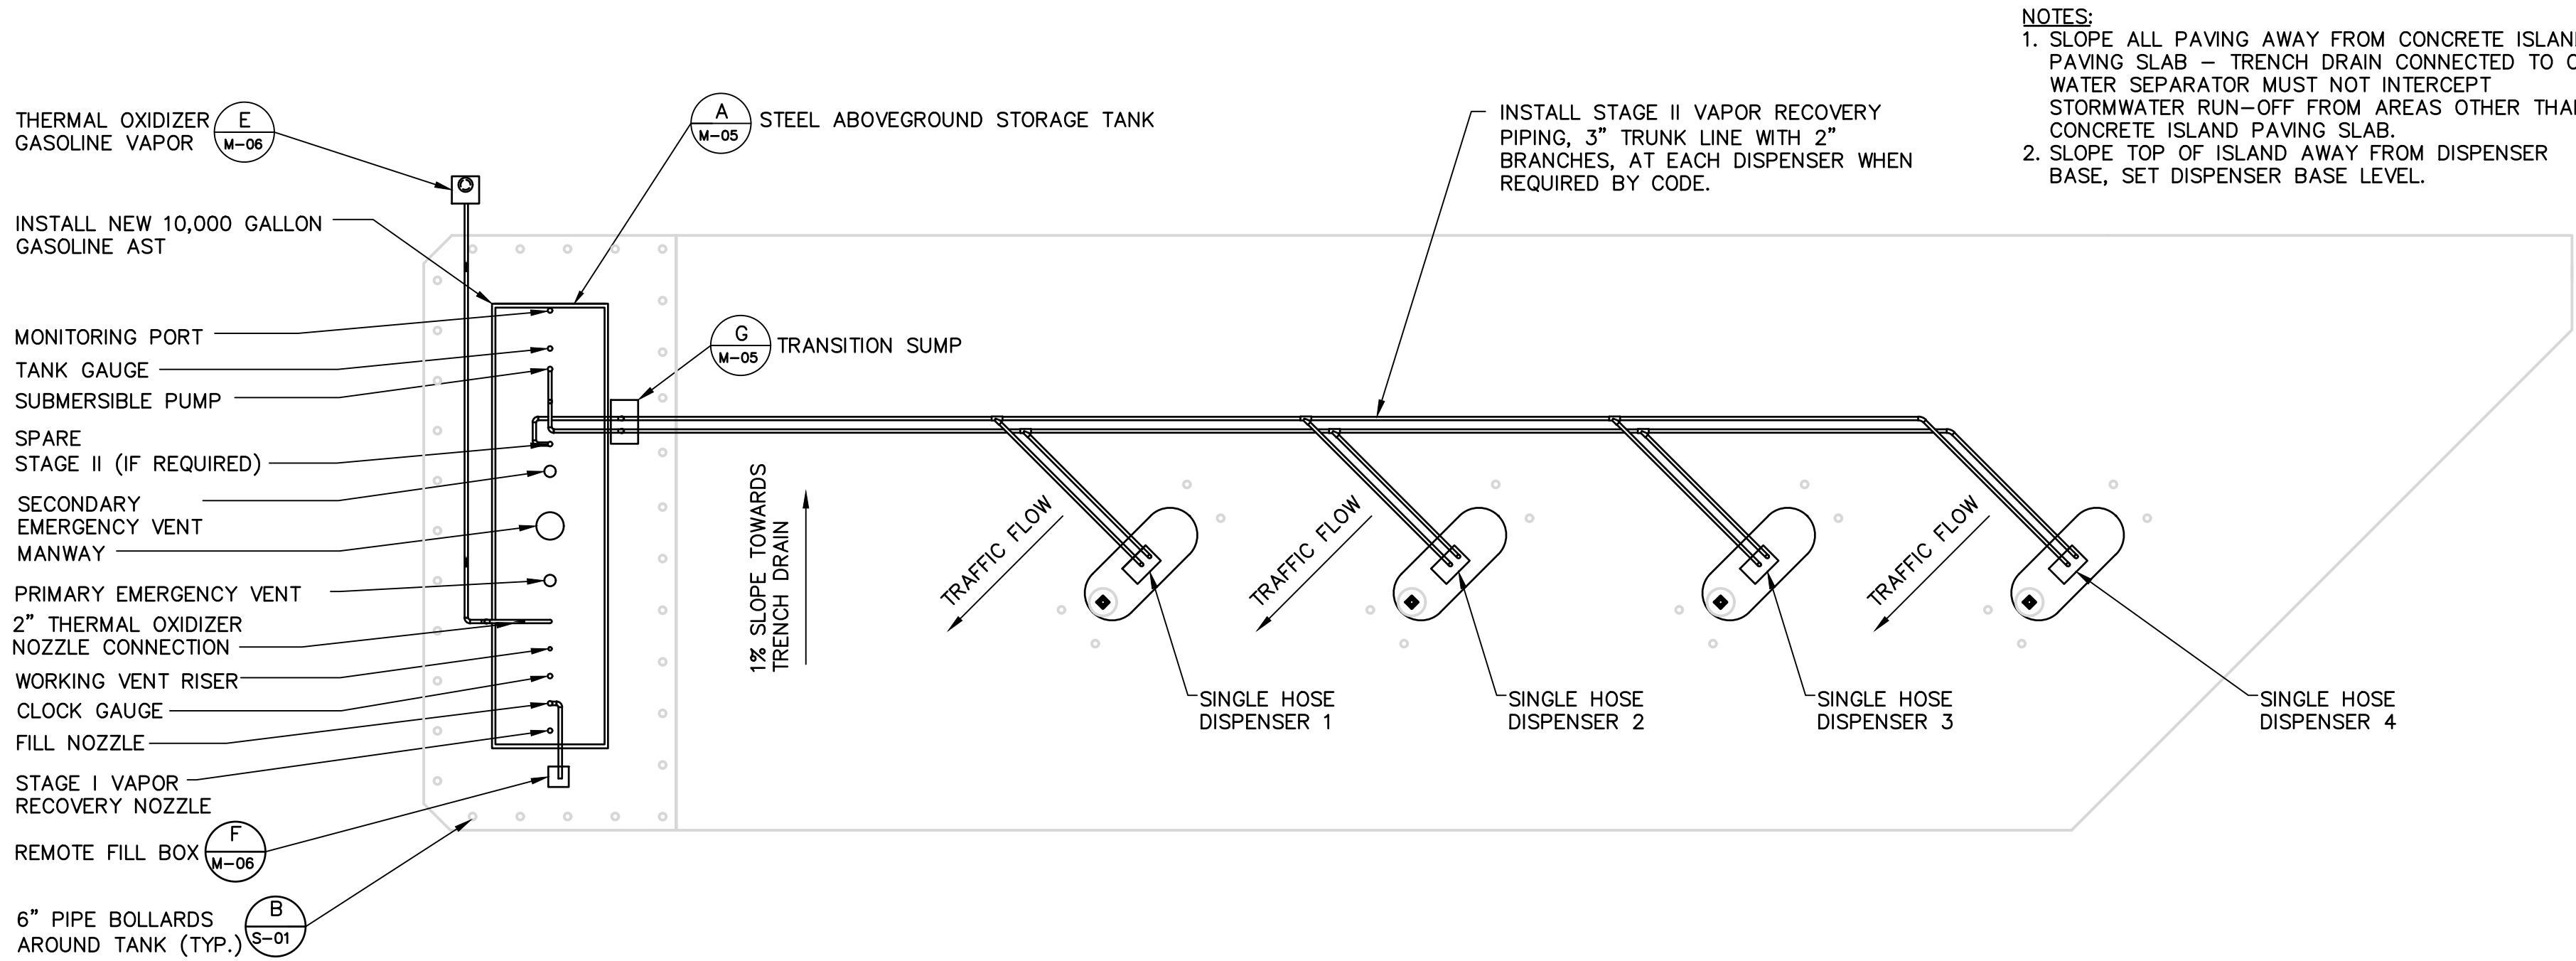 NOTES:
1. SLOPE ALL PAVING AWAY FROM CONCRETE
PAVING SLAB – TRENCH DRAIN CONNECTED TO
WATER SEPARATOR MUST NOT INTERCEPT
STORMWATER RUN–OFF FROM AREAS OTHER
CONCRETE ISLAND PAVING SLAB.
2. SLOPE TOP OF ISLAND AWAY FROM DISPENSER
BASE, SET DISPENSER BASE LEVEL.
THERMAL OXIDIZER
GASOLINE VAPOR
E
M–06
A
M–05
STEEL ABOVEGROUND STORAGE TANK
INSTALL STAGE II VAPOR RECOVERY
PIPING, 3” TRUNK LINE WITH 2”
BRANCHES, AT EACH DISPENSER WHEN
REQUIRED BY CODE.
INSTALL NEW 10,000 GALLON
GASOLINE AST
MONITORING PORT
G
M–05
TRANSITION SUMP
TANK GAUGE
SUBMERSIBLE PUMP
SPARE
STAGE II (IF REQUIRED)
SECONDARY
EMERGENCY VENT
MANWAY
PRIMARY EMERGENCY VENT
2” THERMAL OXIDIZER
NOZZLE CONNECTION
WORKING VENT RISER
CLOCK GAUGE
FILL NOZZLE
STAGE I VAPOR
RECOVERY NOZZLE
REMOTE FILL BOX
F
M–06
6” PIPE BOLLARDS
AROUND TANK (TYP.)
B
S–01
1% SLOPE TOWARDS
TRENCH DRAIN
TRAFFIC FLOW
TRAFFIC FLOW
TRAFFIC FLOW
SINGLE HOSE
DISPENSER 1
SINGLE HOSE
DISPENSER 2
SINGLE HOSE
DISPENSER 3
SINGLE HOSE
DISPENSER 4